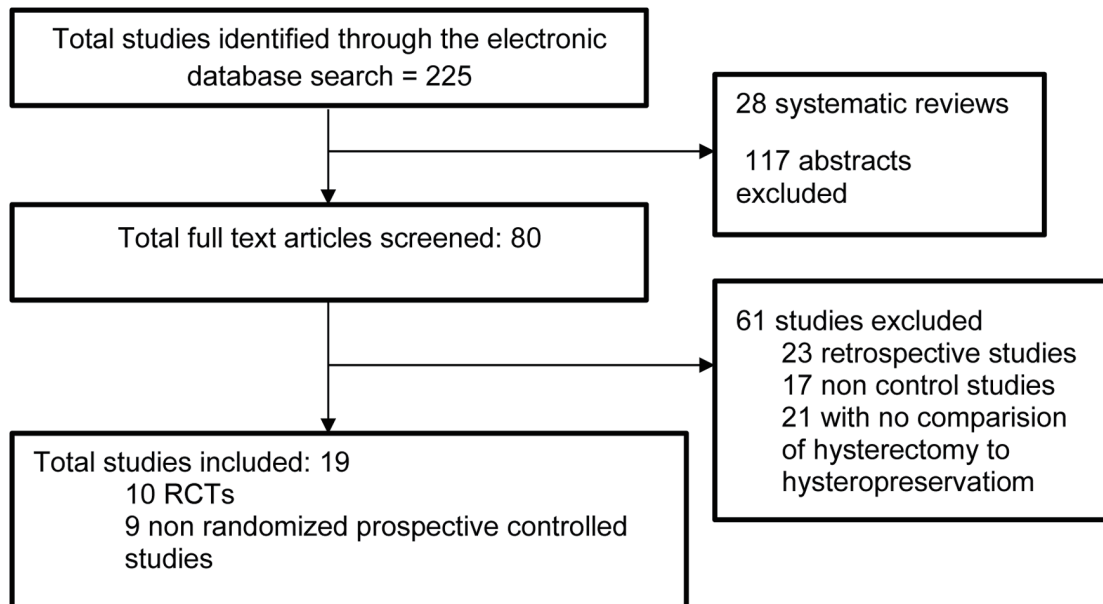 Total studies identified through the electronic
database search = 225
28 systematic reviews
117 abstracts
excluded
Total full text articles screened: 80
61 studies excluded
23 retrospective studies
17 non control studies
21 with no comparision
of hysterectomy to
hysteropreservatiom
Total studies included: 19
10 RCTs
9 non randomized prospective controlled
studies